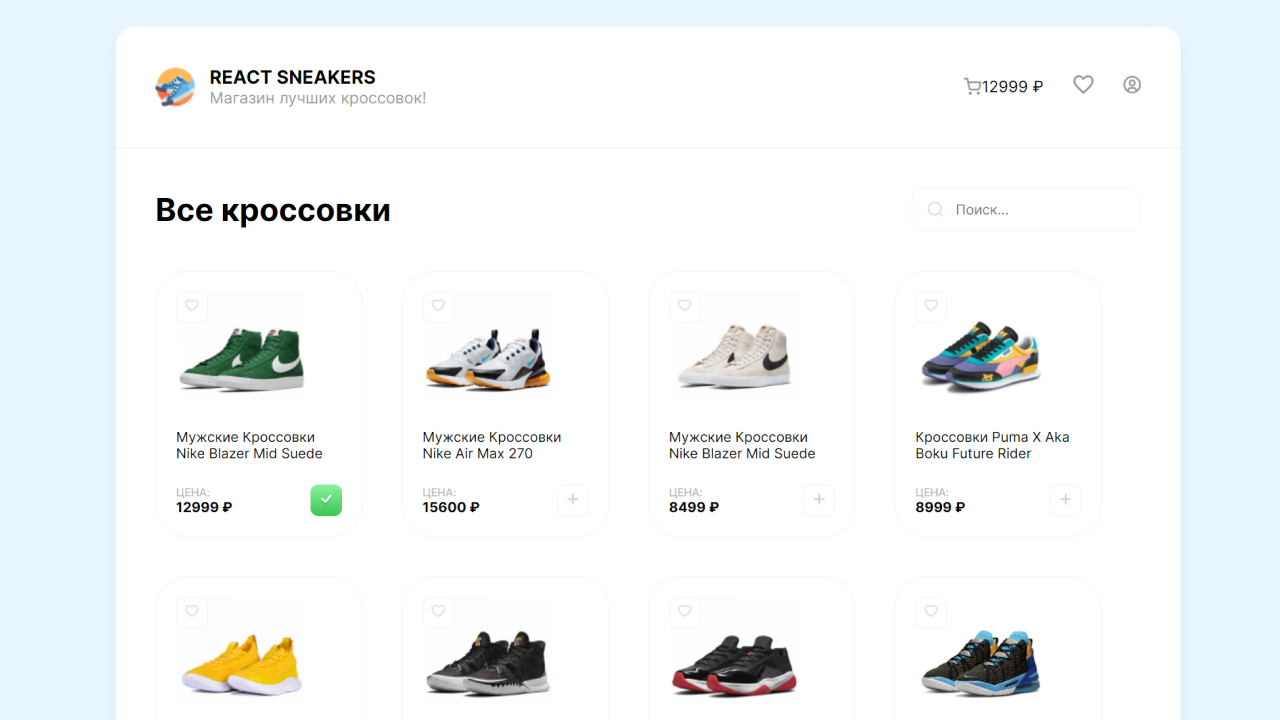 REACT SNEAKERS
Магазин лучших кроссовок!
12999 ₽
Все кроссовки
Поиск...
Мужские Кроссовки
Nike Blazer Mid Suede
ЦЕНА:
12999 ₽
Мужские Кроссовки
Nike Air Max 270
ЦЕНА:
15600 ₽
Мужские Кроссовки
Nike Blazer Mid Suede
ЦЕНА:
8499 ₽
Кроссовки Puma X Aka
Boku Future Rider
ЦЕНА:
8999 ₽